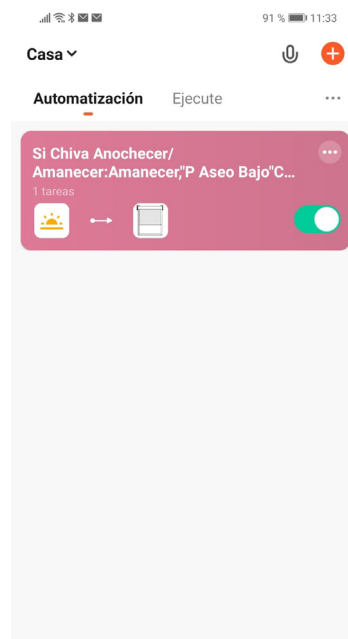 91 % 11:33
Casa
Automatización Ejecute
Si Chiva Anochecer/
Amanecer:Amanecer,"P Aseo Bajo"C...
1 tareas